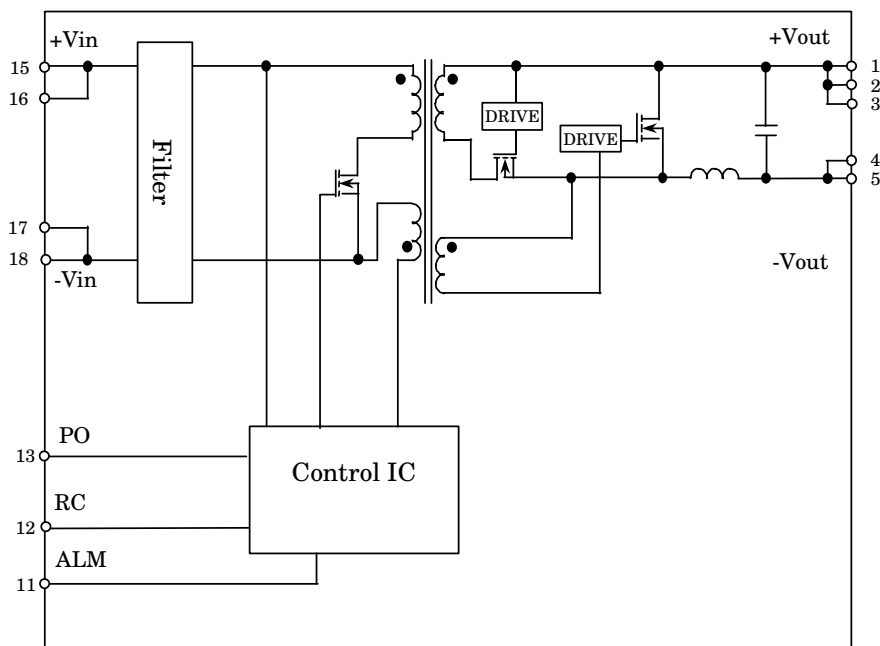 +Vin
+Vout
15
1
2
16
3
DRIVE
DRIVE
Filter
4
5
17
18
-Vin
-Vout
PO
13
Control IC
RC
12
ALM
11